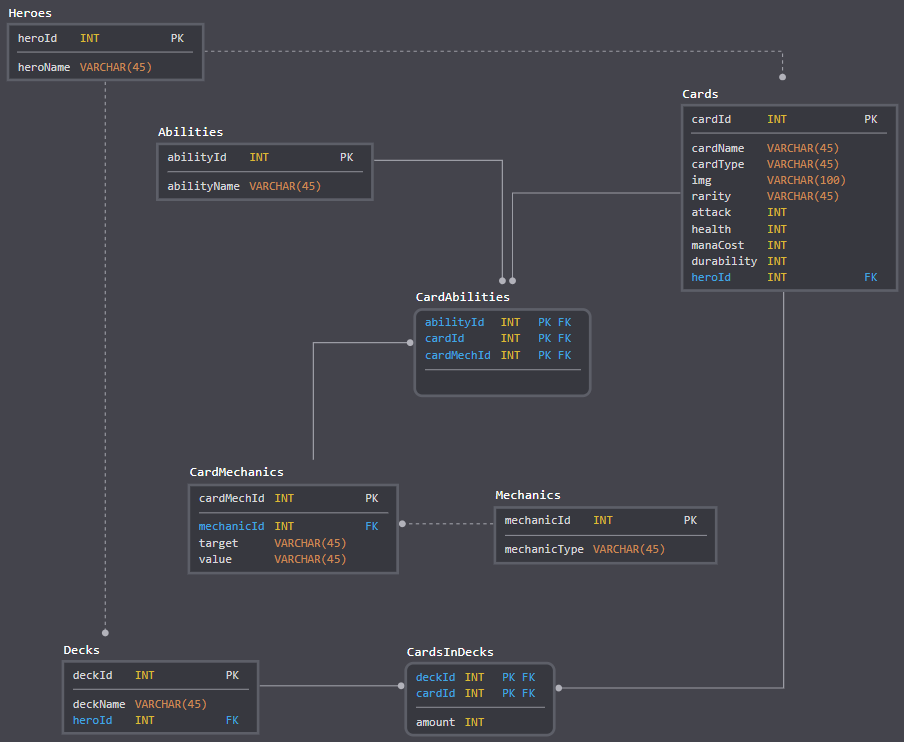 Heroes
heroId INT PK
heroName VARCHAR(45)
Cards
cardId INT PK
cardName VARCHAR(45)
cardType VARCHAR(45)
img VARCHAR(100)
rarity VARCHAR(45)
attack INT
health INT
manaCost INT
durability INT
heroId INT FK
Abilities
abilityId INT PK
abilityName VARCHAR(45)
CardAbilities
abilityId INT PK FK
cardId INT PK FK
cardMechId INT PK FK
CardMechanics
cardMechId INT PK
mechanicId INT FK
target VARCHAR(45)
value VARCHAR(45)
Mechanics
mechanicId INT PK
mechanicType VARCHAR(45)
Decks
deckId INT PK
deckName VARCHAR(45)
heroId INT FK
CardsInDecks
deckId INT PK FK
cardId INT PK FK
amount INT